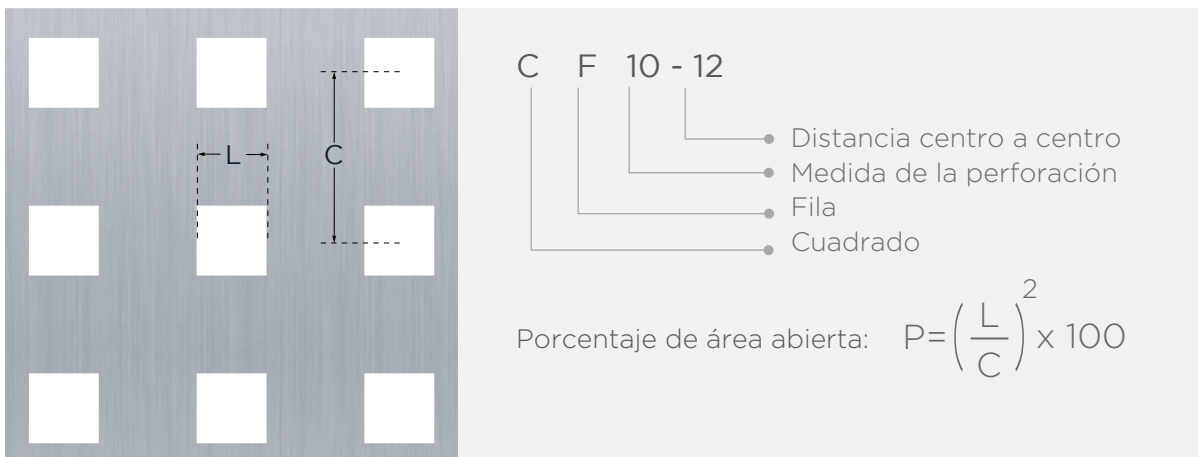 L
C
C F 10 - 12
Distancia centro a centro
Medida de la perforación
Fila
Cuadrado
Porcentaje de área abierta: P=(L/C)² x 100